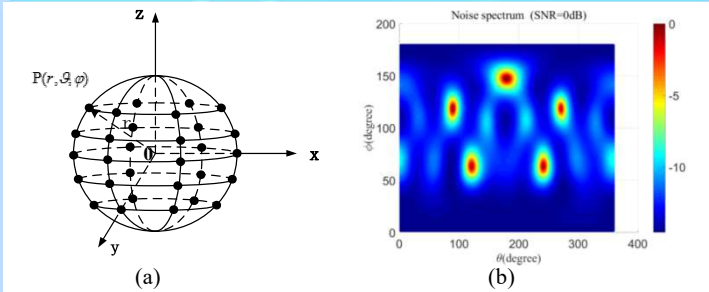 z
P(r,ϑ,φ)
r
0
x
y
(a)
Noise spectrum (SNR=0dB)
200
150
100
50
0
ϕ(degree)
0
100
200
300
400
θ(degree)
0
-5
-10
(b)